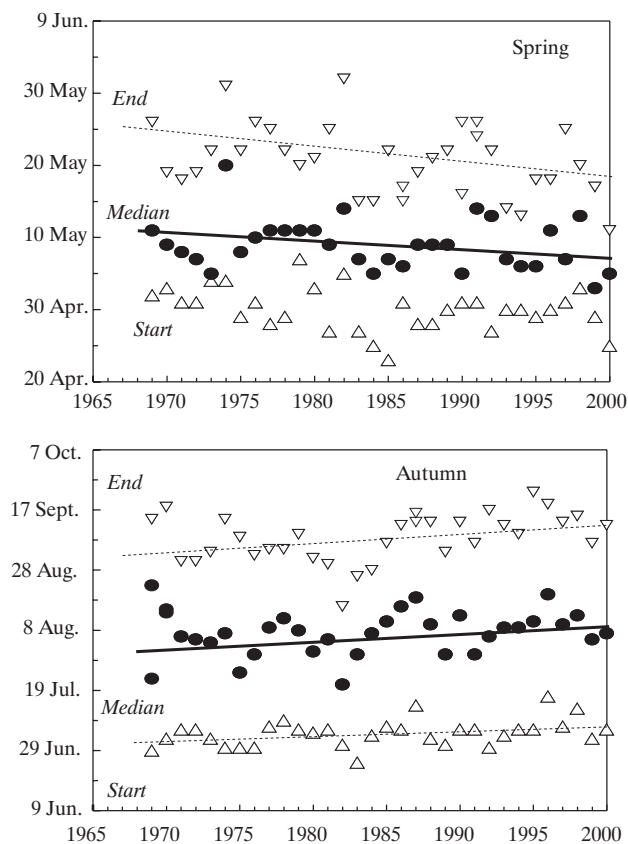 9 Jun.
Spring
30 May
End
20 May
Median
10 May
30 Apr.
Start
20 Apr.
1965 1970 1975 1980 1985 1990 1995 2000
7 Oct.
End
Autumn
17 Sept.
28 Aug.
8 Aug.
19 Jul.
Median
29 Jun.
Start
9 Jun.
1965 1970 1975 1980 1985 1990 1995 2000